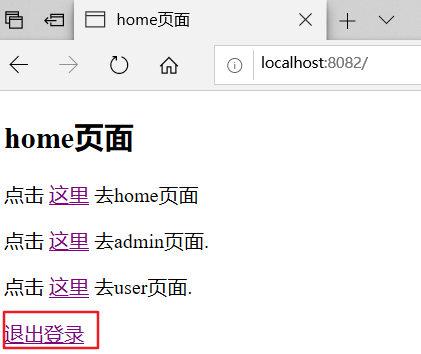 home页面
localhost:8082/
home页面
点击 这里 去home页面
点击 这里 去admin页面.
点击 这里 去user页面.
退出登录